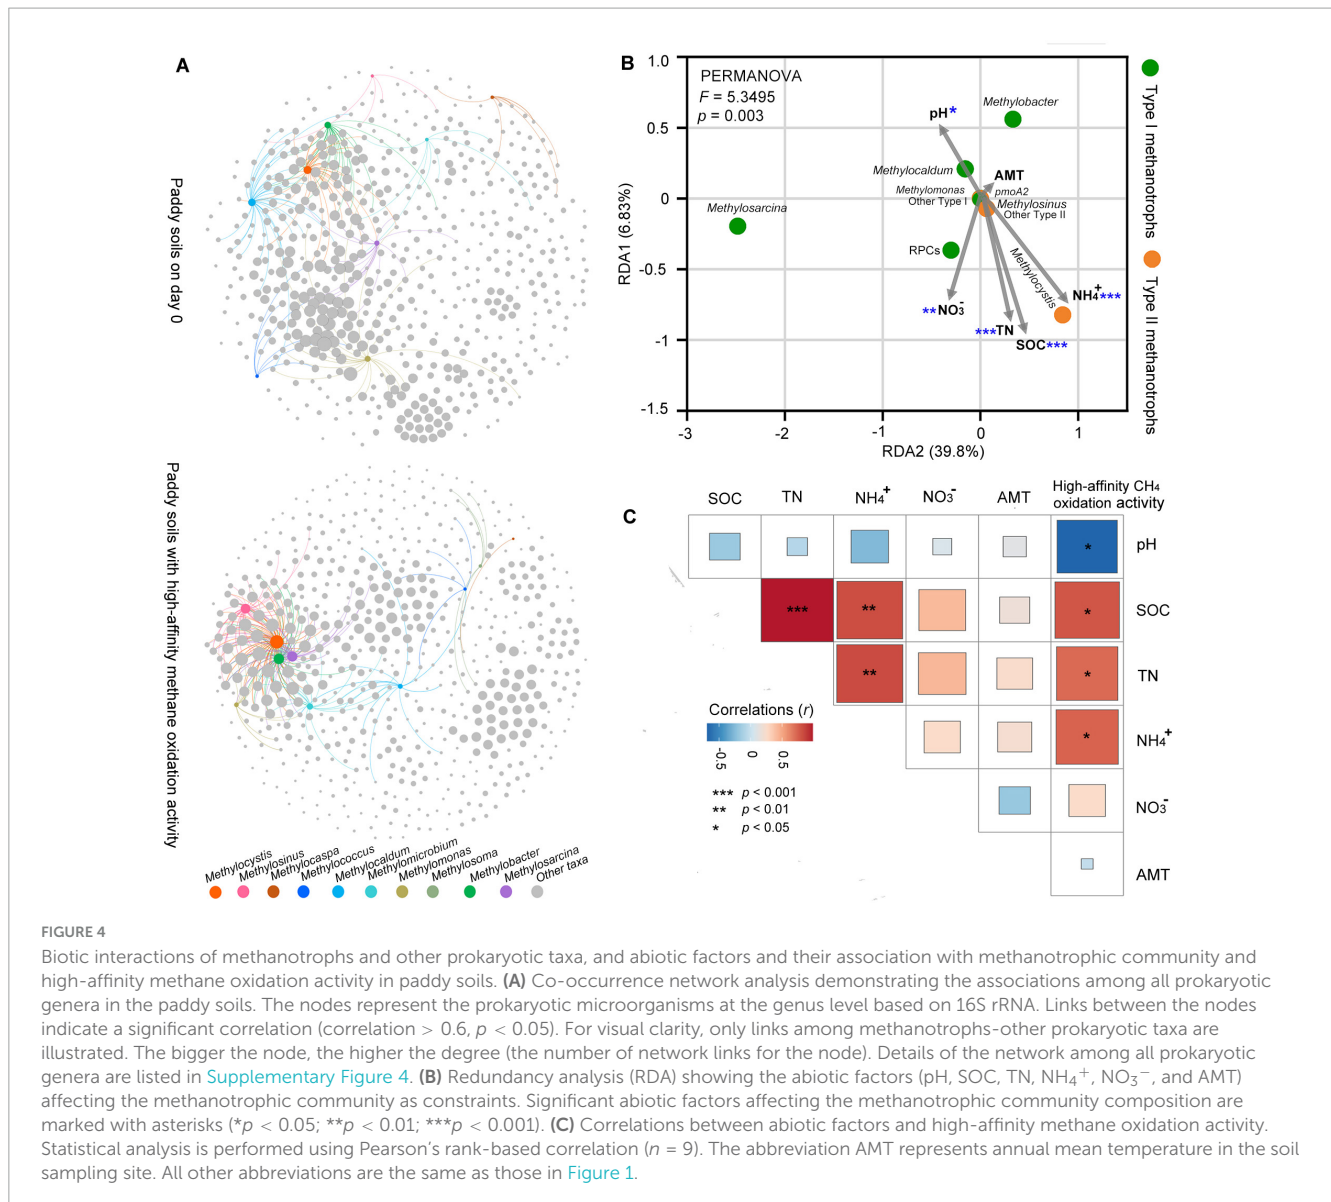 A
Paddy soils on day 0
Paddy soils with high-affinity methane oxidation activity
Methylocystis
Methylosinus
Methylocaspa
Methylococcus
Methylocaldum
Methylomicrobium
Methylomonas
Methylosoma
Methylobacter
Methylosarcina
Other taxa
B
PERMANOVA
F = 5.3495
p = 0.003
1.0
0.5
0
-0.5
-1
-1.5
RDA1 (6.83%)
-3 -2 -1 0 1
RDA2 (39.8%)
pH*
Methylobacter
Methylocaldum
AMT
Methylomonas
Other Type I
pmoA2
Methylosinus
Other Type II
Methylosarcina
RPCs
Methylocystis
NH₄⁺***
**NO₃⁻
***TN
SOC***
Type I methanotrophs
Type II methanotrophs
C
SOC TN NH₄⁺ NO₃⁻ AMT High-affinity CH₄
oxidation activity
* pH
*** ** * SOC
** * TN
* NH₄⁺
NO₃⁻
AMT
Correlations (r)
-0.5 0 0.5
*** p < 0.001
** p < 0.01
* p < 0.05
FIGURE 4
Biotic interactions of methanotrophs and other prokaryotic taxa, and abiotic factors and their association with methanotrophic community and
high-affinity methane oxidation activity in paddy soils. (A) Co-occurrence network analysis demonstrating the associations among all prokaryotic
genera in the paddy soils. The nodes represent the prokaryotic microorganisms at the genus level based on 16S rRNA. Links between the nodes
indicate a significant correlation (correlation > 0.6, p < 0.05). For visual clarity, only links among methanotrophs-other prokaryotic taxa are
illustrated. The bigger the node, the higher the degree (the number of network links for the node). Details of the network among all prokaryotic
genera are listed in Supplementary Figure 4. (B) Redundancy analysis (RDA) showing the abiotic factors (pH, SOC, TN, NH₄⁺, NO₃⁻, and AMT)
affecting the methanotrophic community as constraints. Significant abiotic factors affecting the methanotrophic community composition are
marked with asterisks (*p < 0.05; **p < 0.01; ***p < 0.001). (C) Correlations between abiotic factors and high-affinity methane oxidation activity.
Statistical analysis is performed using Pearson's rank-based correlation (n = 9). The abbreviation AMT represents annual mean temperature in the soil
sampling site. All other abbreviations are the same as those in Figure 1.